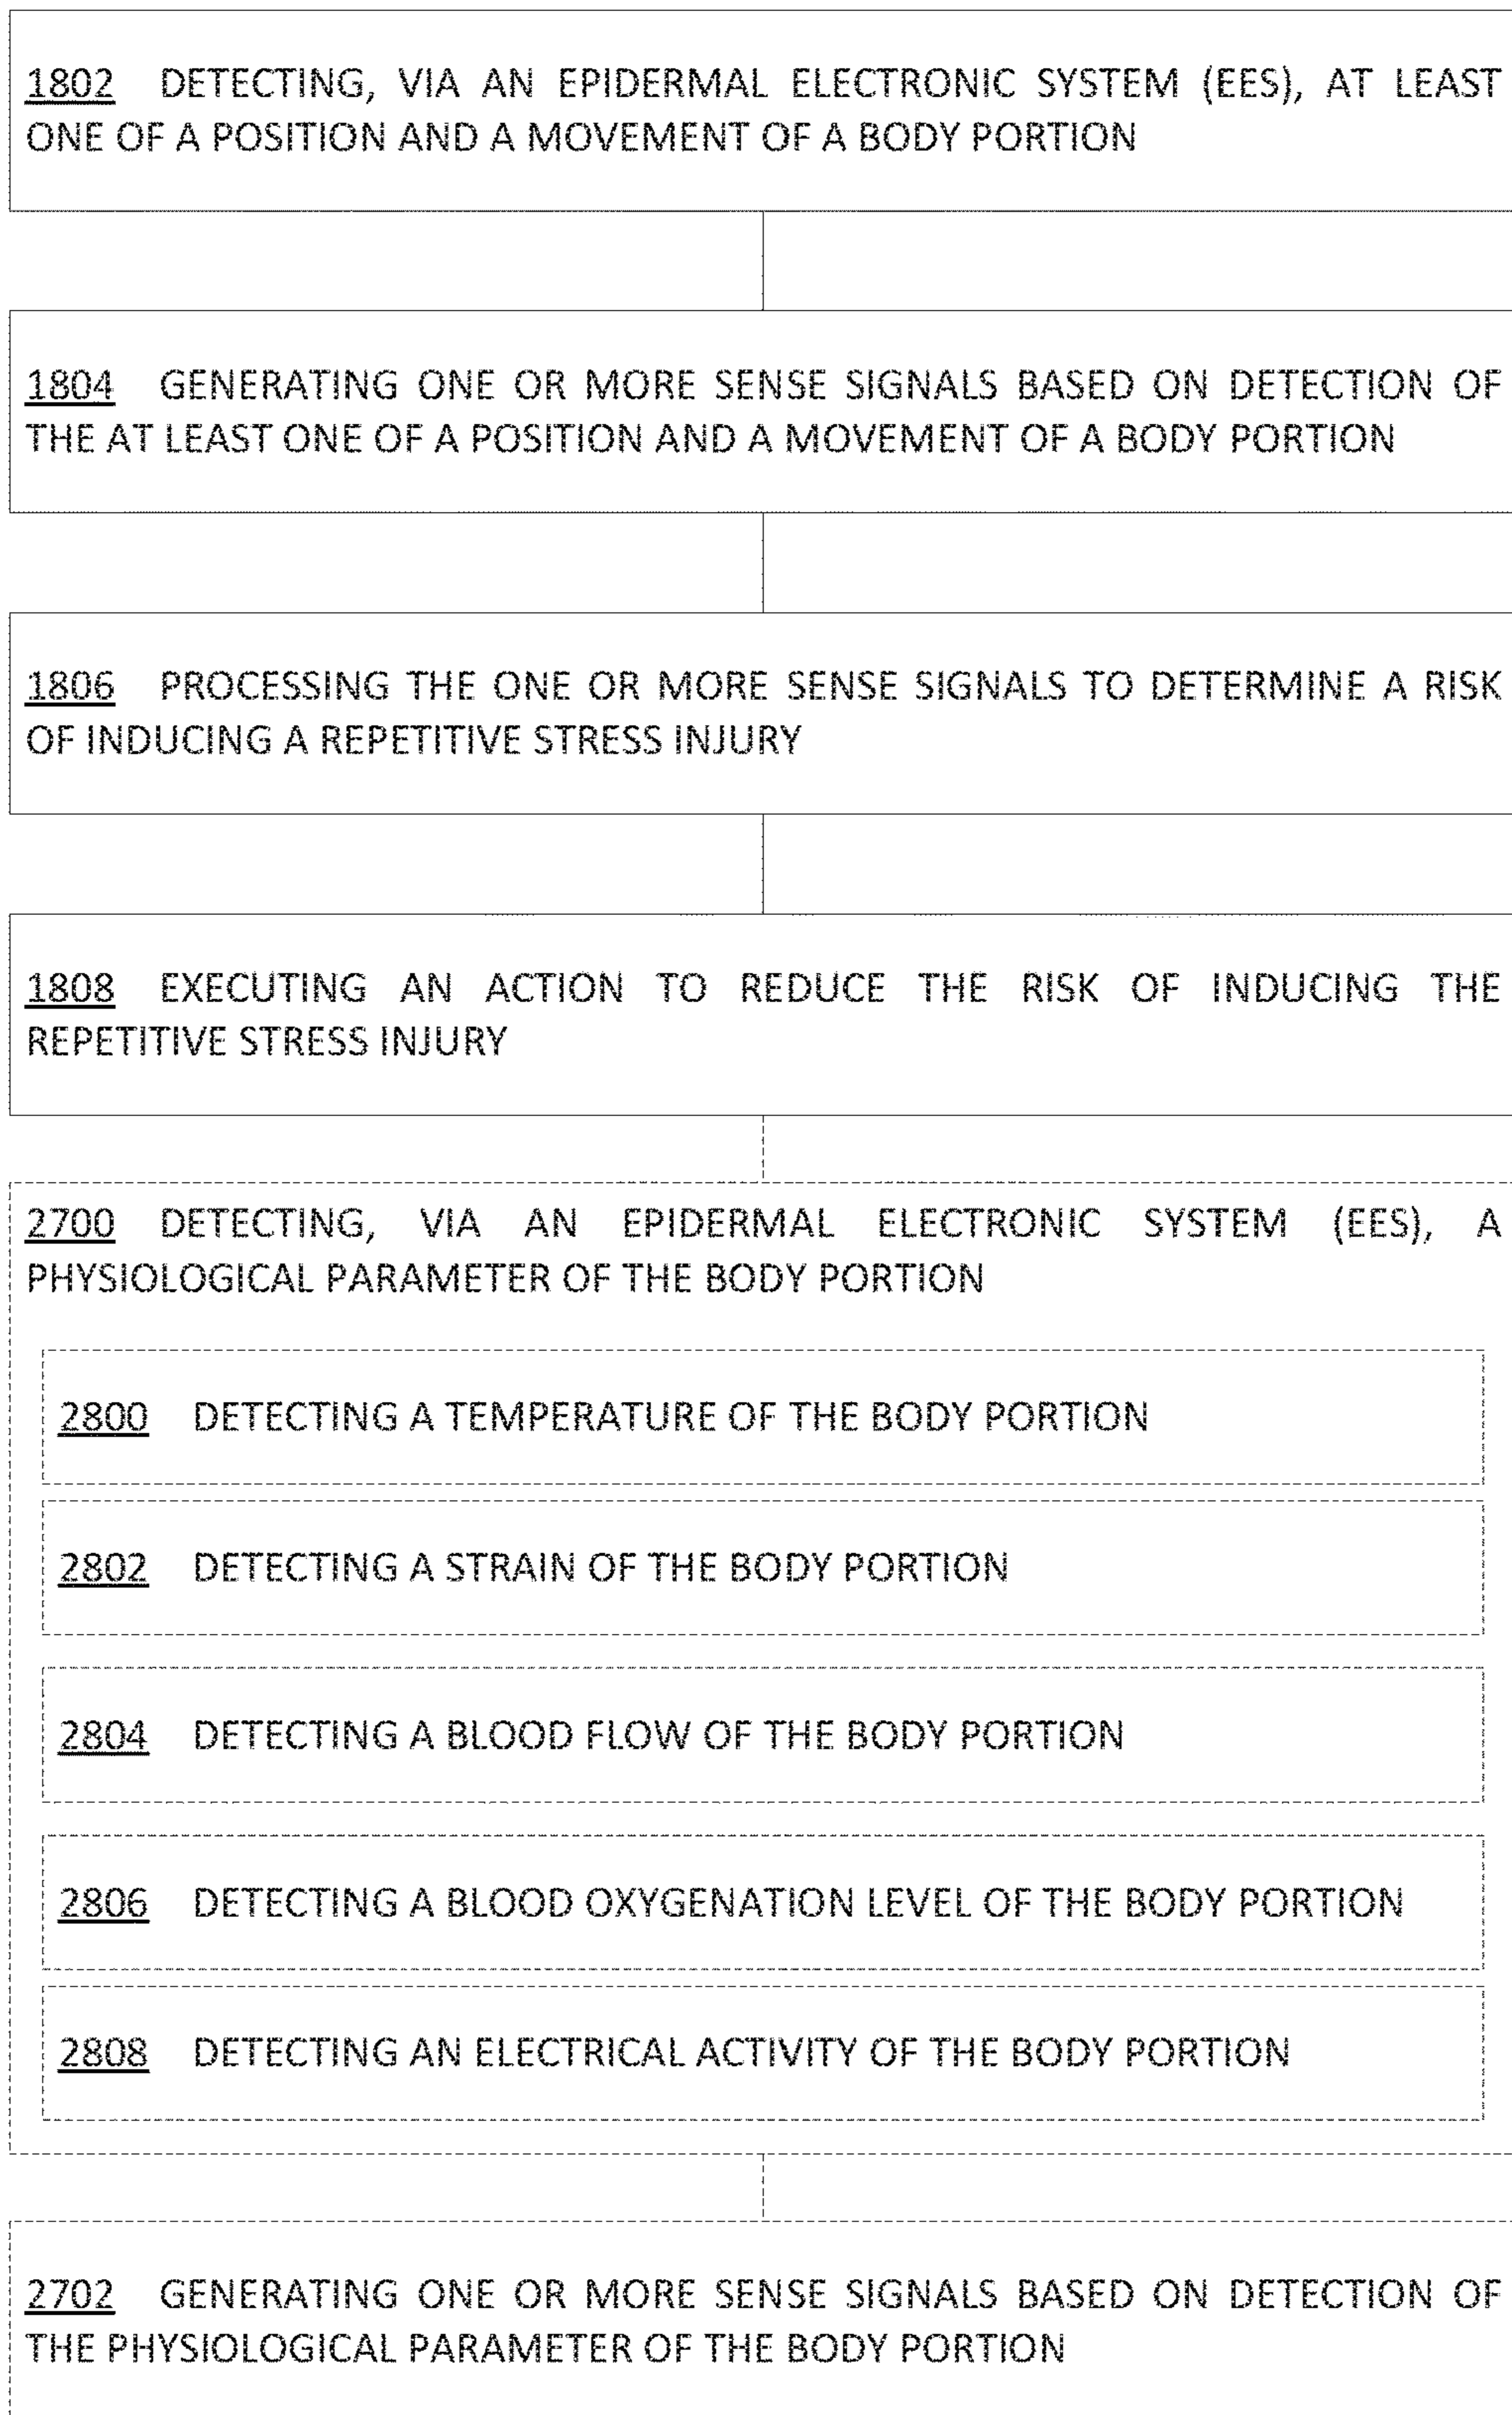 1802 DETECTING, VIA AN EPIDERMAL ELECTRONIC SYSTEM (EES), AT LEAST
ONE OF A POSITION AND A MOVEMENT OF A BODY PORTION
1804 GENERATING ONE OR MORE SENSE SIGNALS BASED ON DETECTION OF
THE AT LEAST ONE OF A POSITION AND A MOVEMENT OF A BODY PORTION
1806 PROCESSING THE ONE OR MORE SENSE SIGNALS TO DETERMINE A RISK
OF INDUCING A REPETITIVE STRESS INJURY
1808 EXECUTING AN ACTION TO REDUCE THE RISK OF INDUCING THE
REPETITIVE STRESS INJURY
2700 DETECTING, VIA AN EPIDERMAL ELECTRONIC SYSTEM (EES), A
PHYSIOLOGICAL PARAMETER OF THE BODY PORTION
2800 DETECTING A TEMPERATURE OF THE BODY PORTION
2802 DETECTING A STRAIN OF THE BODY PORTION
2804 DETECTING A BLOOD FLOW OF THE BODY PORTION
2806 DETECTING A BLOOD OXYGENATION LEVEL OF THE BODY PORTION
2808 DETECTING AN ELECTRICAL ACTIVITY OF THE BODY PORTION
2702 GENERATING ONE OR MORE SENSE SIGNALS BASED ON DETECTION OF
THE PHYSIOLOGICAL PARAMETER OF THE BODY PORTION